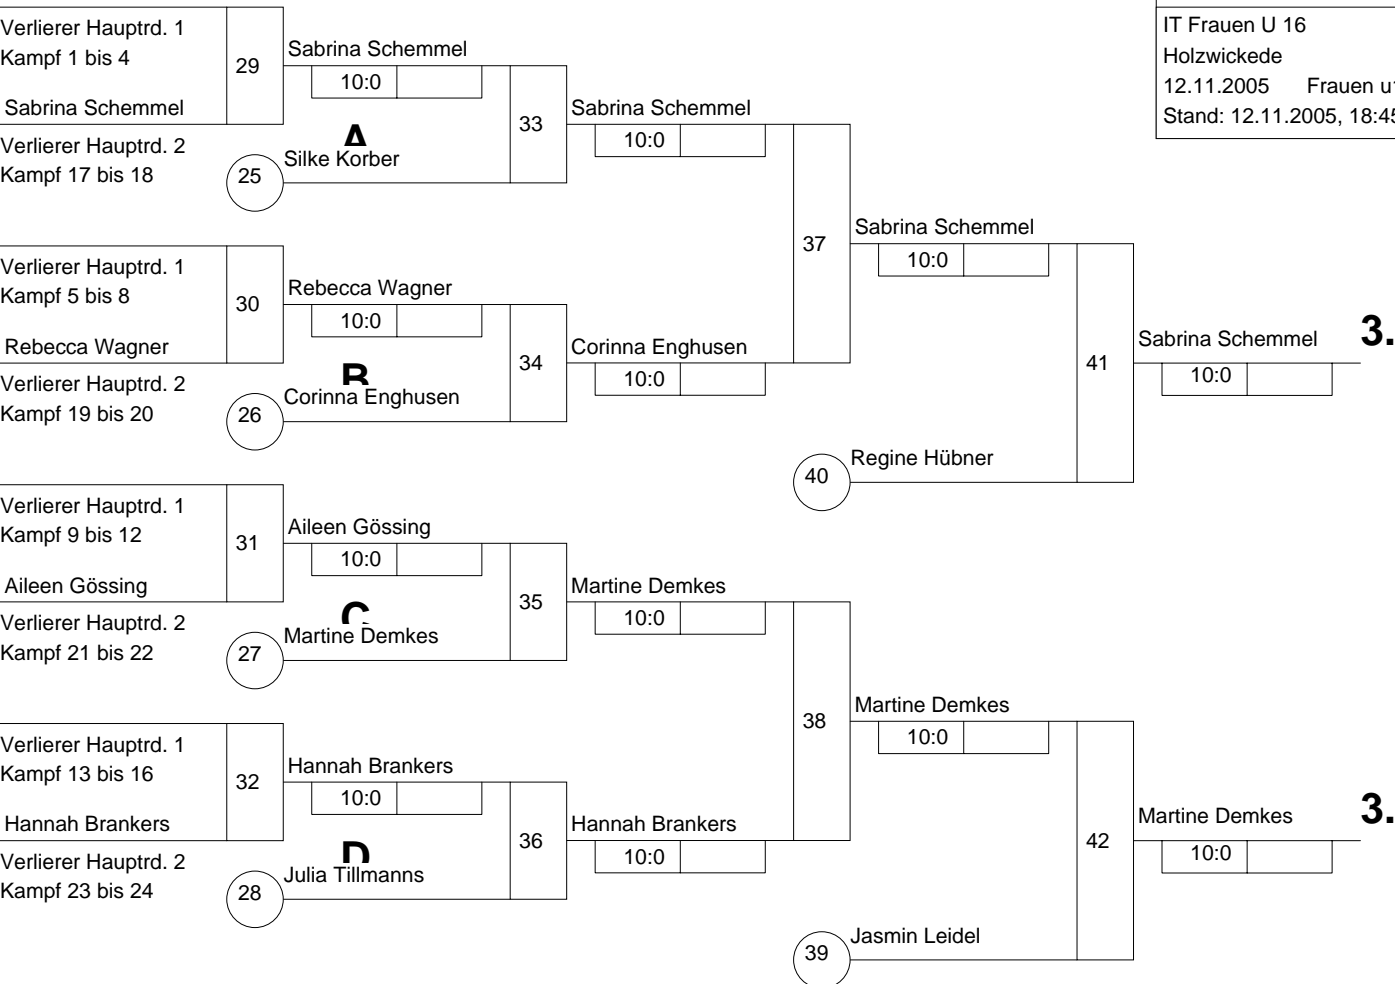 IT Frauen U 16
Holzwickede
12.11.2005 Frauen u1
Stand: 12.11.2005, 18:45
Verlierer Hauptrd. 1
Kampf 1 bis 4
29
Sabrina Schemmel
10:0
Sabrina Schemmel
A
33
Sabrina Schemmel
10:0
Verlierer Hauptrd. 2
Kampf 17 bis 18
25
Silke Korber
37
Sabrina Schemmel
10:0
Verlierer Hauptrd. 1
Kampf 5 bis 8
30
Rebecca Wagner
10:0
Rebecca Wagner
B
34
Corinna Enghusen
10:0
Verlierer Hauptrd. 2
Kampf 19 bis 20
26
Corinna Enghusen
41
Sabrina Schemmel
3.
10:0
40
Regine Hübner
Verlierer Hauptrd. 1
Kampf 9 bis 12
31
Aileen Gössing
10:0
Aileen Gössing
C
35
Martine Demkes
10:0
Verlierer Hauptrd. 2
Kampf 21 bis 22
27
Martine Demkes
38
Martine Demkes
10:0
Verlierer Hauptrd. 1
Kampf 13 bis 16
32
Hannah Brankers
10:0
Hannah Brankers
D
36
Hannah Brankers
10:0
Verlierer Hauptrd. 2
Kampf 23 bis 24
28
Julia Tillmanns
42
Martine Demkes
3.
10:0
39
Jasmin Leidel